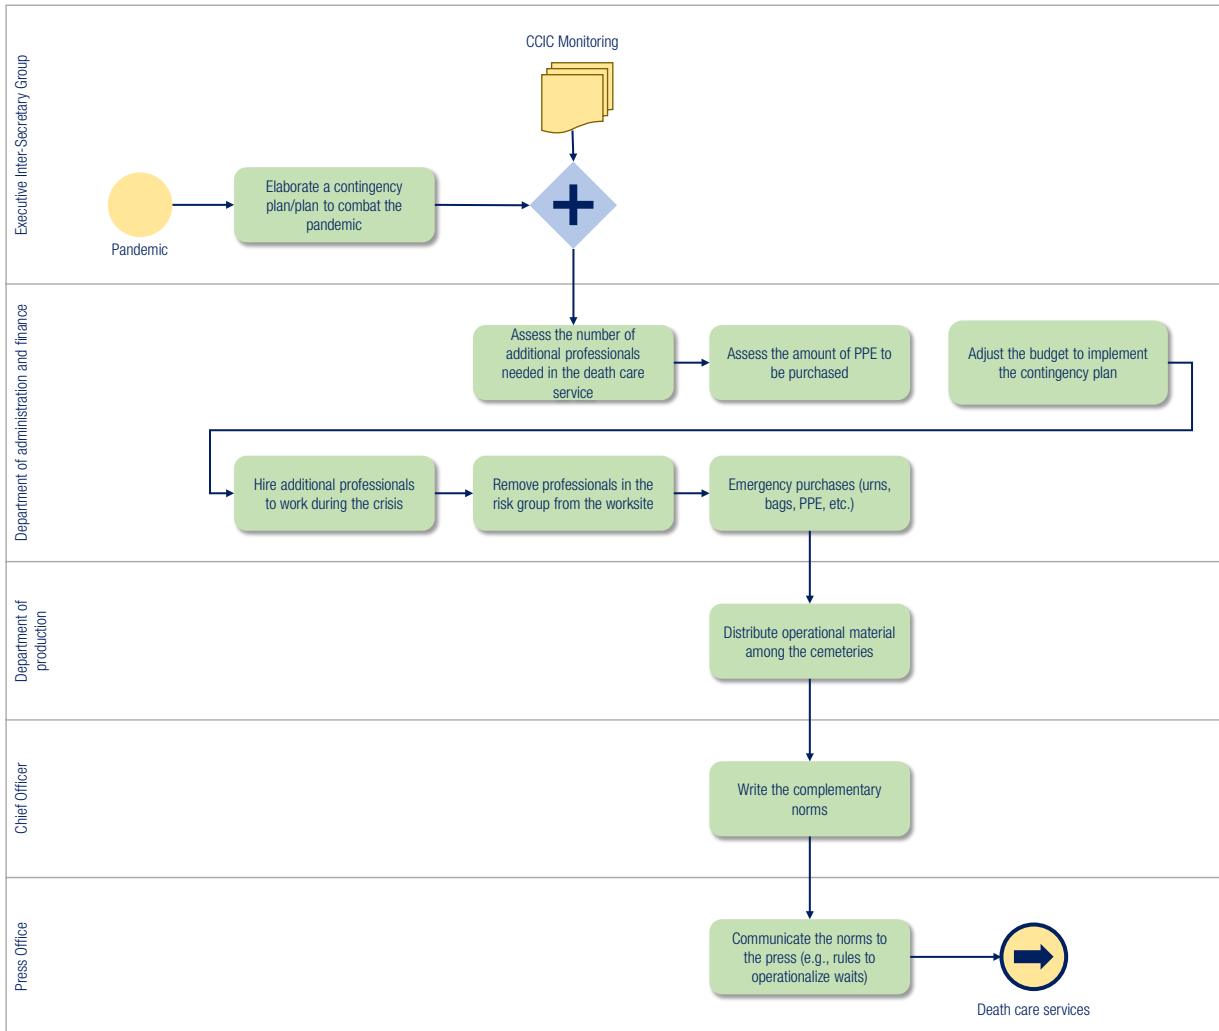 Executive Inter-Secretary Group
CCIC Monitoring
Pandemic
Elaborate a contingency
plan/plan to combat the
pandemic
Department of administration and finance
Assess the number of
additional professionals
needed in the death care
service
Assess the amount of PPE to
be purchased
Adjust the budget to implement
the contingency plan
Hire additional professionals
to work during the crisis
Remove professionals in the
risk group from the worksite
Emergency purchases (urns,
bags, PPE, etc.)
Department of
production
Distribute operational material
among the cemeteries
Chief Officer
Write the complementary
norms
Press Office
Communicate the norms to
the press (e.g., rules to
operationalize waits)
Death care services